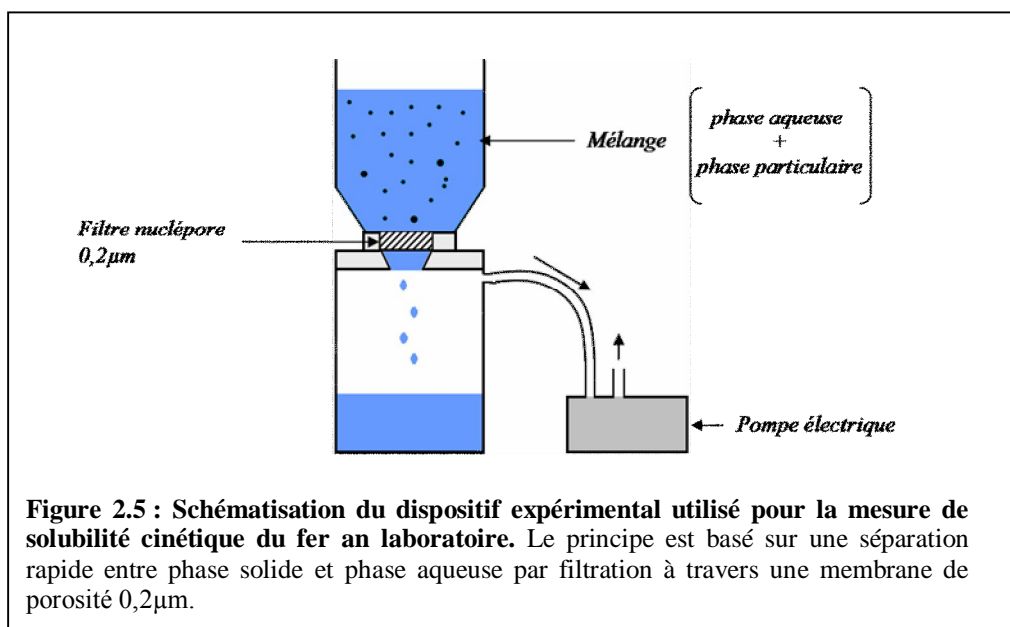 phase aqueuse
+
Mélange
phase particulaire
Filtre nuclépore
0,2µm
Pompe électrique
Figure 2.5 : Schématisation du dispositif expérimental utilisé pour la mesure de
solubilité cinétique du fer an laboratoire. Le principe est basé sur une séparation
rapide entre phase solide et phase aqueuse par filtration à travers une membrane de
porosité 0,2µm.